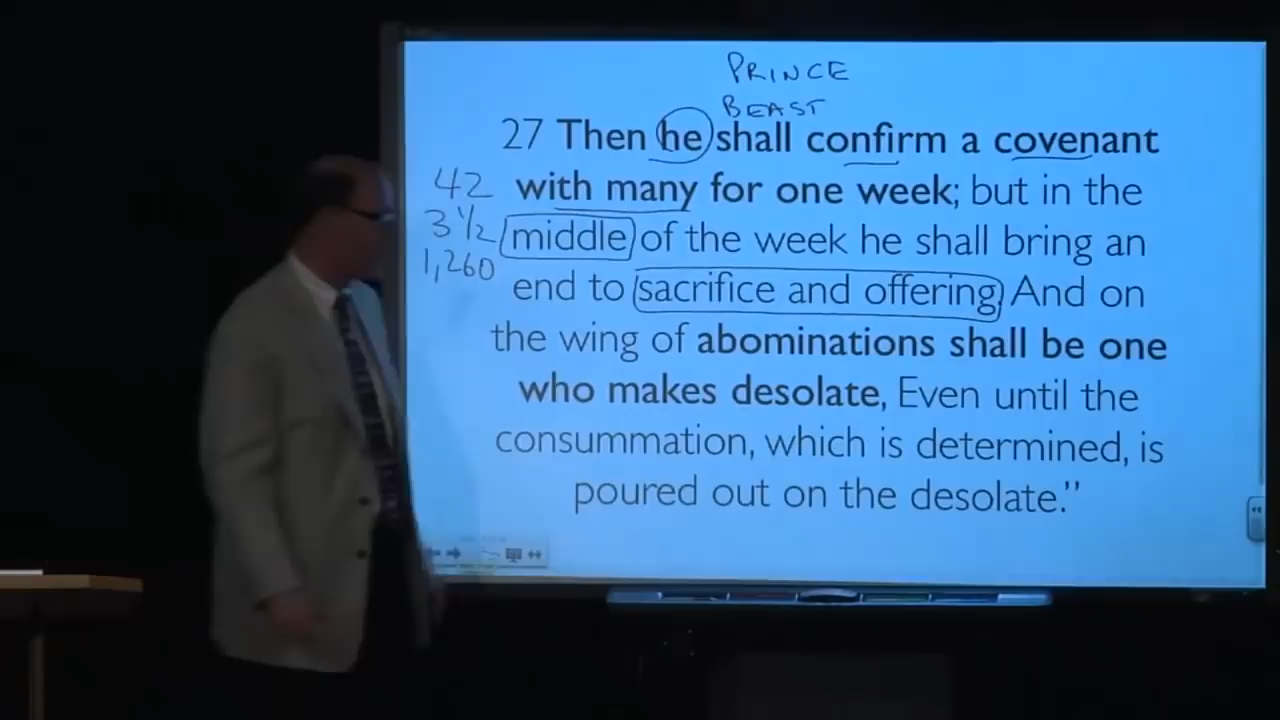 PRINCE
BEAST
27 Then he shall confirm a covenant
42 with many for one week; but in the
3 1/2 middle of the week he shall bring an
1,260 end to sacrifice and offering. And on
the wing of abominations shall be one
who makes desolate, Even until the
consummation, which is determined, is
poured out on the desolate.”